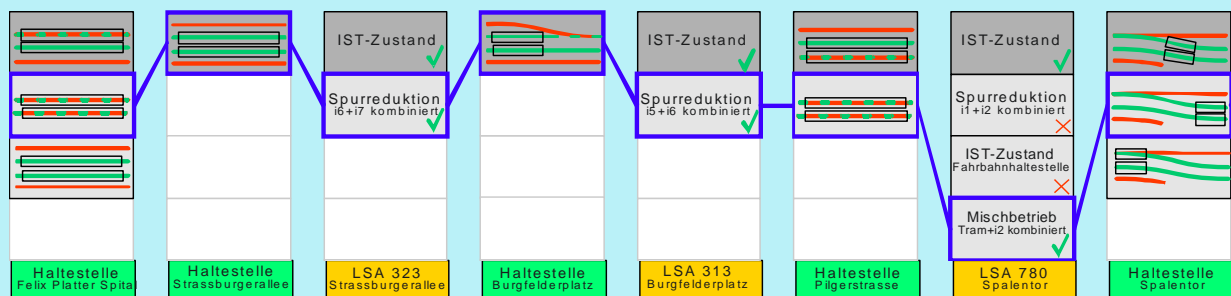 IST-Zustand
Spurreduktion
i6+i7 kombiniert
IST-Zustand
Spurreduktion
i5+i6 kombiniert
IST-Zustand
Spurreduktion
i1+i2 kombiniert
IST-Zustand
Fahrbahnhaltestelle
Mischbetrieb
Tram+i2 kombiniert
Haltestelle
Felix Platter Spital
Haltestelle
Strassburgerallee
LSA 323
Strassburgerallee
Haltestelle
Burgfelderplatz
LSA 313
Burgfelderplatz
Haltestelle
Pilgerstrasse
LSA 780
Spalentor
Haltestelle
Spalentor